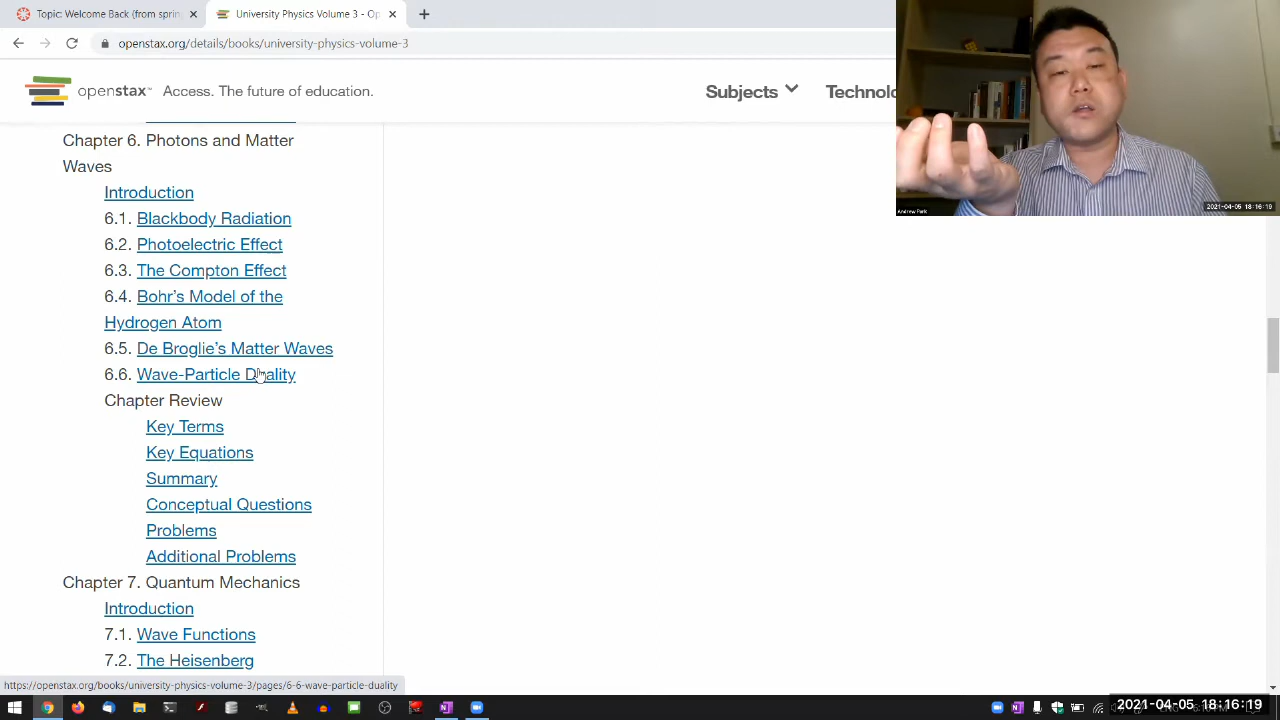 Topic: Welcome (from sprin
University Physics Volume 3 - Op
openstax.org/details/books/university-physics-volume-3
openstax™ Access. The future of education.
Subjects
Technolo
Chapter 6. Photons and Matter
Waves
Introduction
6.1. Blackbody Radiation
6.2. Photoelectric Effect
6.3. The Compton Effect
6.4. Bohr's Model of the
Hydrogen Atom
6.5. De Broglie's Matter Waves
6.6. Wave-Particle Duality
Chapter Review
Key Terms
Key Equations
Summary
Conceptual Questions
Problems
Additional Problems
Chapter 7. Quantum Mechanics
Introduction
7.1. Wave Functions
7.2. The Heisenberg
https://openstax.org/books/university-physics-volume-3/pages/6-6-wave-particle-duality
Andrew Park
2021-04-05 18:16:19
2021-04-05 18:16:19